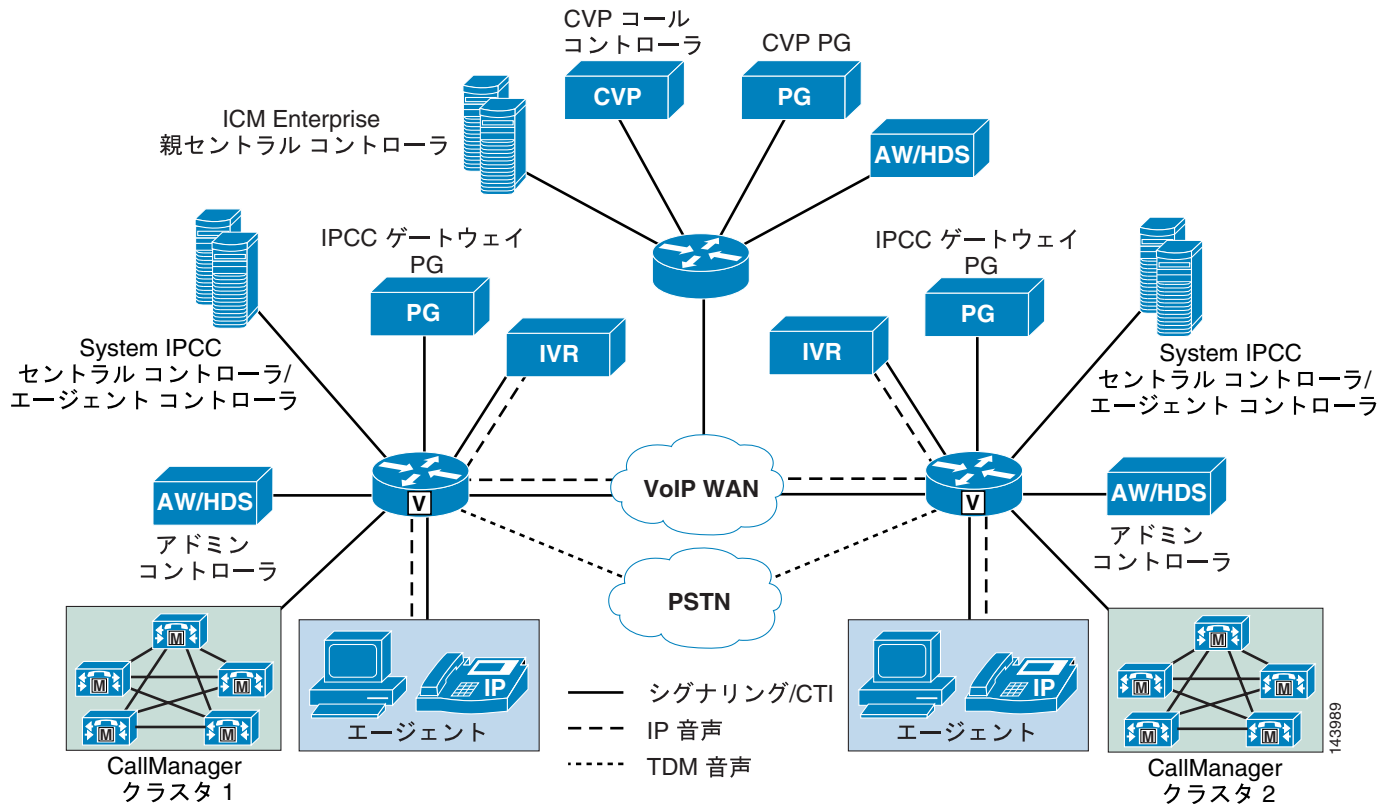 CVP コール
コントローラ
CVP PG
CVP
PG
ICM Enterprise
親セントラル コントローラ
AW/HDS
IPCC ゲートウェイ
PG
PG
IVR
System IPCC
セントラル コントローラ/
エージェント コントローラ
IPCC ゲートウェイ
PG
PG
IVR
System IPCC
セントラル コントローラ/
エージェント コントローラ
AW/HDS
アドミン
コントローラ
V
VoIP WAN
V
AW/HDS
アドミン
コントローラ
PSTN
M
M
M
M
M
CallManager
クラスタ 1
IP
エージェント
シグナリング/CTI
IP 音声
TDM 音声
IP
エージェント
M
M
M
M
M
CallManager
クラスタ 2
143989